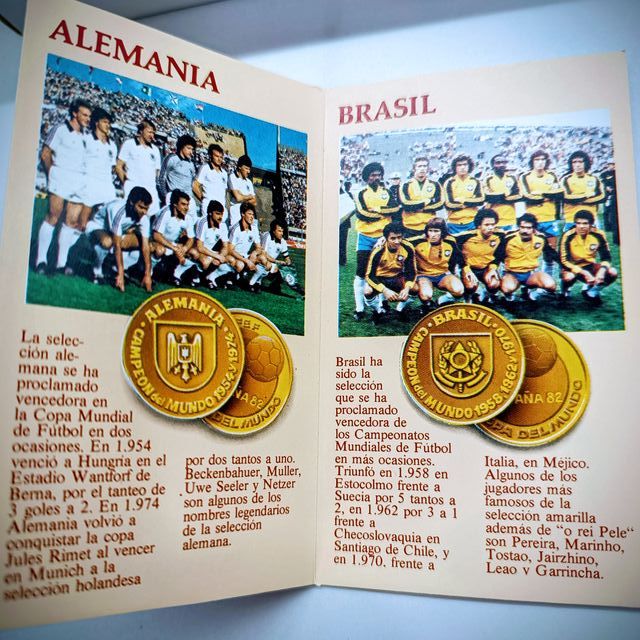 ALEMANIA
ALEMANIA
CAMPEON del MUNDO 1954 y 1974
ÑA 82
DEL MUNDO
La selec-
ción ale-
mana se ha
proclamado
vencedora en
la Copa Mundial
de Fútbol en dos
ocasiones. En 1.954
venció a Hungría en el
Estadio Wantforf de
Berna, por el tanteo de
3 goles a 2. En 1.974
Alemania volvió a
conquistar la copa
Jules Rimet al vencer
en Munich a la
selección holandesa
por dos tantos a uno.
Beckenbahuer, Muller,
Uwe Seeler y Netzer
son algunos de los
nombres legendarios
de la selección
alemana.
BRASIL
BRASIL
CAMPEON del MUNDO 1958·1962·1970
AÑA 82
DA DEL MUNDO
Brasil ha
sido la
selección
que se ha
proclamado
vencedora de
los Campeonatos
Mundiales de Fútbol
en más ocasiones.
Triunfó en 1.958 en
Estocolmo frente a
Suecia por 5 tantos a
2, en 1.962 por 3 a 1
frente a
Checoslovaquia en
Santiago de Chile, y
en 1.970, frente a
Italia, en Méjico.
Algunos de los
jugadores más
famosos de la
selección amarilla
además de "o rei Pele"
son Pereira, Marinho,
Tostao, Jairzhino,
Leao v Garrincha.